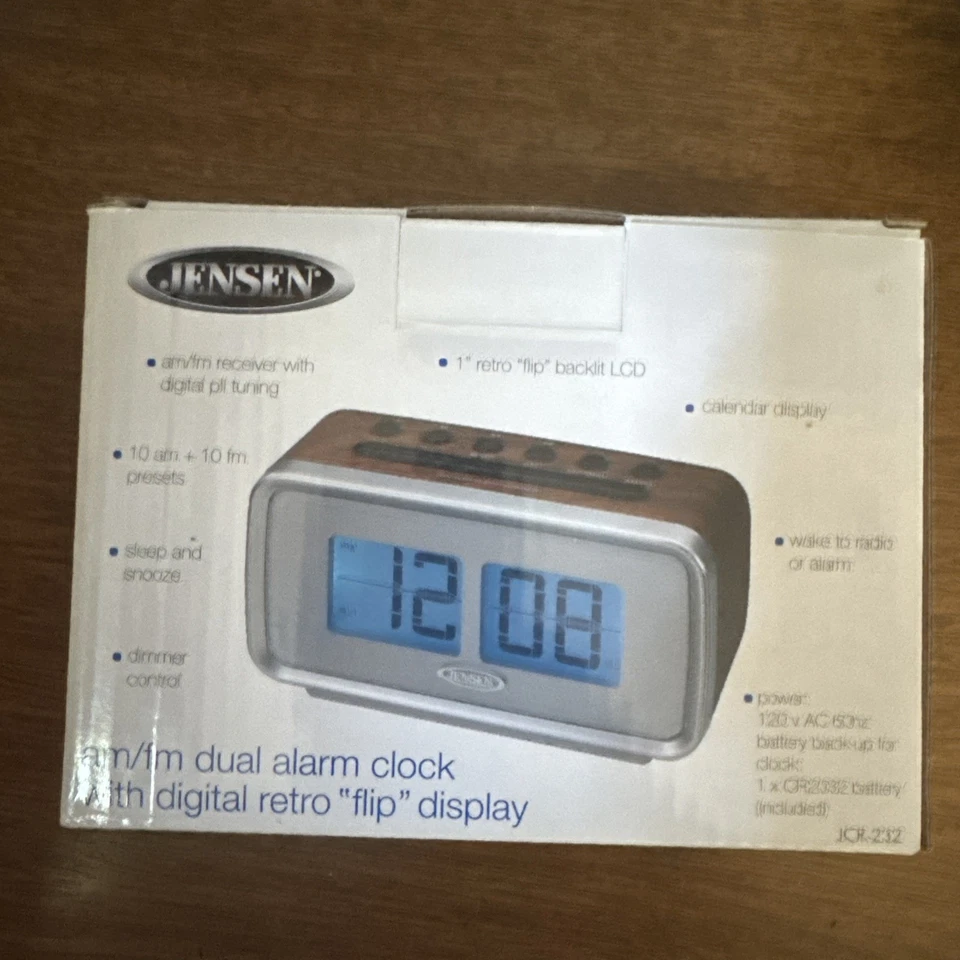 JENSEN
am/fm receiver with
digital pll tuning
1" retro "flip" backlit LCD
calendar display
10 am + 10 fm
presets
sleep and
snooze
wake to radio
or alarm
dimmer
control
12 08
JENSEN
power:
120 v AC 60hz
battery back-up for
clock:
1 x CR2332 battery
(included)
am/fm dual alarm clock
with digital retro "flip" display
JCR-232